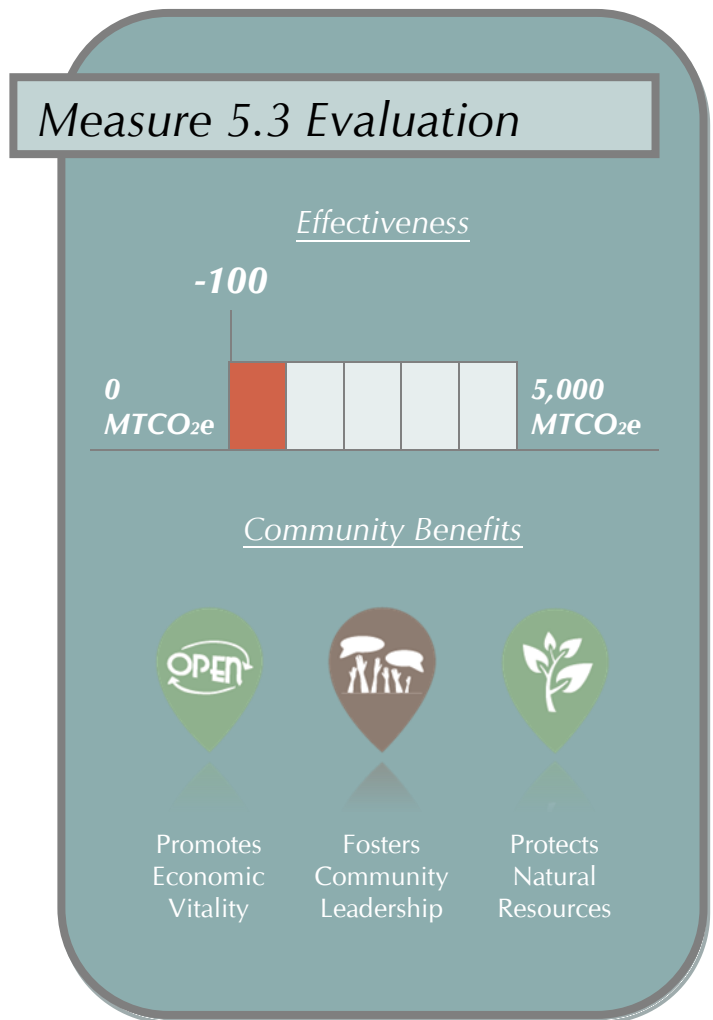 Measure 5.3 Evaluation
Effectiveness
-100
0
MTCO2e
5,000
MTCO2e
Community Benefits
OPEN
Promotes
Economic
Vitality
Fosters
Community
Leadership
Protects
Natural
Resources